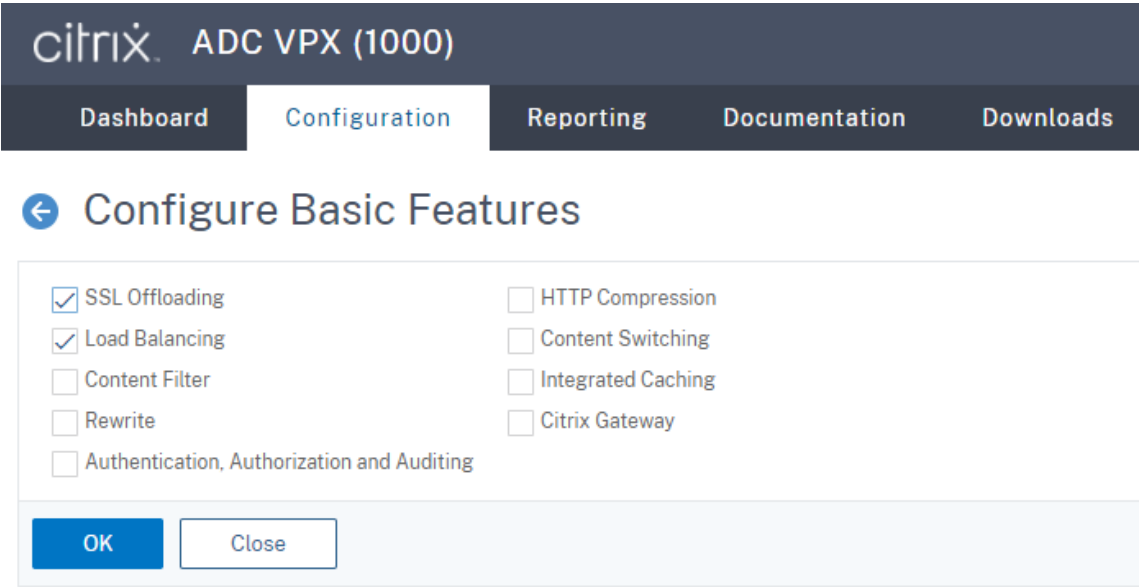 citrix. ADC VPX (1000)
Dashboard Configuration Reporting Documentation Downloads
Configure Basic Features
SSL Offloading HTTP Compression
Load Balancing Content Switching
Content Filter Integrated Caching
Rewrite Citrix Gateway
Authentication, Authorization and Auditing
OK Close